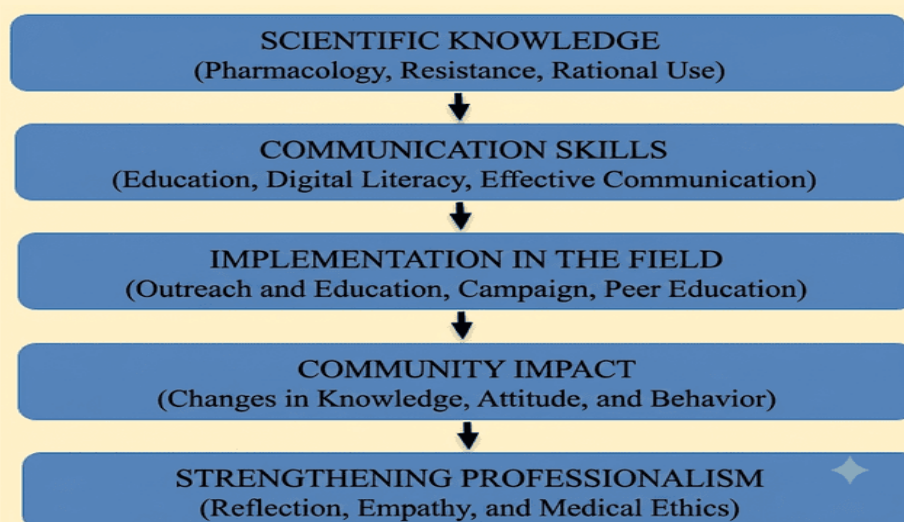 SCIENTIFIC KNOWLEDGE
(Pharmacology, Resistance, Rational Use)
COMMUNICATION SKILLS
(Education, Digital Literacy, Effective Communication)
IMPLEMENTATION IN THE FIELD
(Outreach and Education, Campaign, Peer Education)
COMMUNITY IMPACT
(Changes in Knowledge, Attitude, and Behavior)
STRENGTHENING PROFESSIONALISM
(Reflection, Empathy, and Medical Ethics)